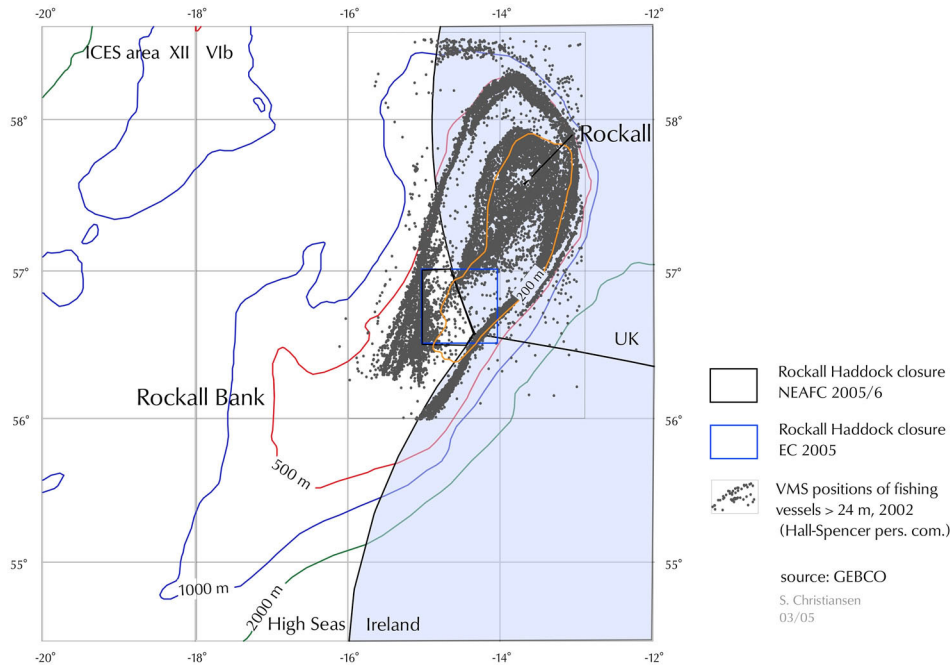 -20° -18° -16° -14° -12°
ICES area XII VIb
58°
58°
Rockall
57°
57°
200 m
UK
Rockall Bank
56°
56°
500 m
55°
55°
1000 m
2000 m
High Seas Ireland
-20° -18° -16° -14° -12°
Rockall Haddock closure
NEAFC 2005/6
Rockall Haddock closure
EC 2005
VMS positions of fishing
vessels > 24 m, 2002
(Hall-Spencer pers. com.)
source: GEBCO
S. Christiansen
03/05